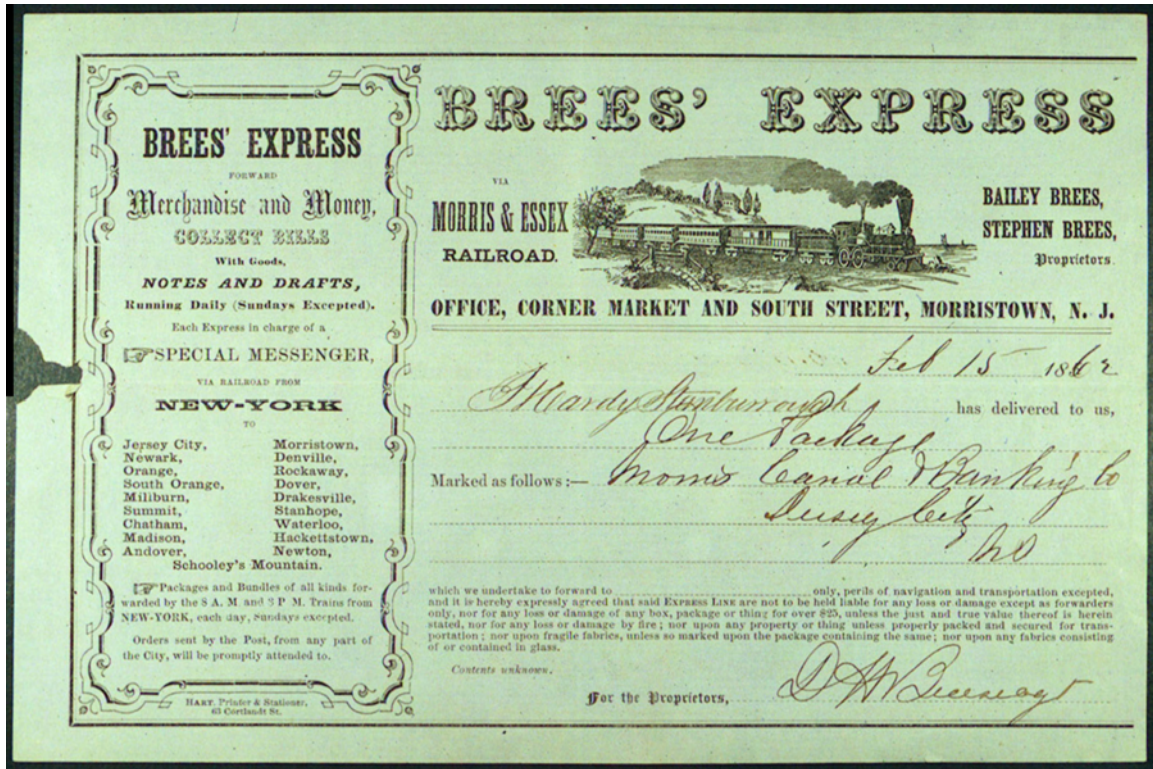 BREES' EXPRESS
FORWARD
Merchandise and Money,
COLLECT BILLS
With Goods,
NOTES AND DRAFTS,
Running Daily (Sundays Excepted).
Each Express in charge of a
SPECIAL MESSENGER,
VIA RAILROAD FROM
NEW-YORK
TO
Jersey City, Morristown,
Newark, Denville,
Orange, Rockaway,
South Orange, Dover,
Milburn, Drakesville,
Summit, Stanhope,
Chatham, Waterloo,
Madison, Hackettstown,
Andover, Newton,
Schooley's Mountain.
Packages and Bundles of all kinds for-
warded by the 8 A. M. and 3 P M. Trains from
NEW-YORK, each day, Sundays excepted.
Orders sent by the Post, from any part of
the City, will be promptly attended to.
HART. Printer & Stationer,
63 Cortlandt St.
BREES' EXPRESS
VIA
MORRIS & ESSEX
RAILROAD.
BAILEY BREES,
STEPHEN BREES,
Proprietors.
OFFICE, CORNER MARKET AND SOUTH STREET, MORRISTOWN, N. J.
Feb 15 1862
Hardy Stanburrough has delivered to us,
One Package
Marked as follows:— Morris Canal & Banking Co
Jersey City
which we undertake to forward to only, perils of navigation and transportation excepted,
and it is hereby expressly agreed that said EXPRESS LINE are not to be held liable for any loss or damage except as forwarders
only, nor for any loss or damage of any box, package or thing for over $25, unless the just and true value thereof is herein
stated, nor for any loss or damage by fire; nor upon any property or thing unless properly packed and secured for trans-
portation; nor upon fragile fabrics, unless so marked upon the package containing the same; nor upon any fabrics consisting
of or contained in glass.
Contents unknown.
For the Proprietors, D H Brees agt